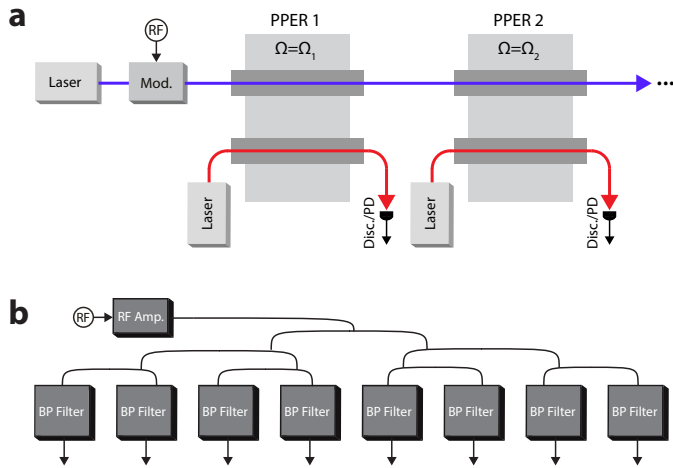 a
RF
PPER 1
PPER 2
Ω=Ω1
Ω=Ω2
Laser
Mod.
...
Laser
Disc./PD
Laser
Disc./PD
b
RF
RF Amp.
BP Filter
BP Filter
BP Filter
BP Filter
BP Filter
BP Filter
BP Filter
BP Filter